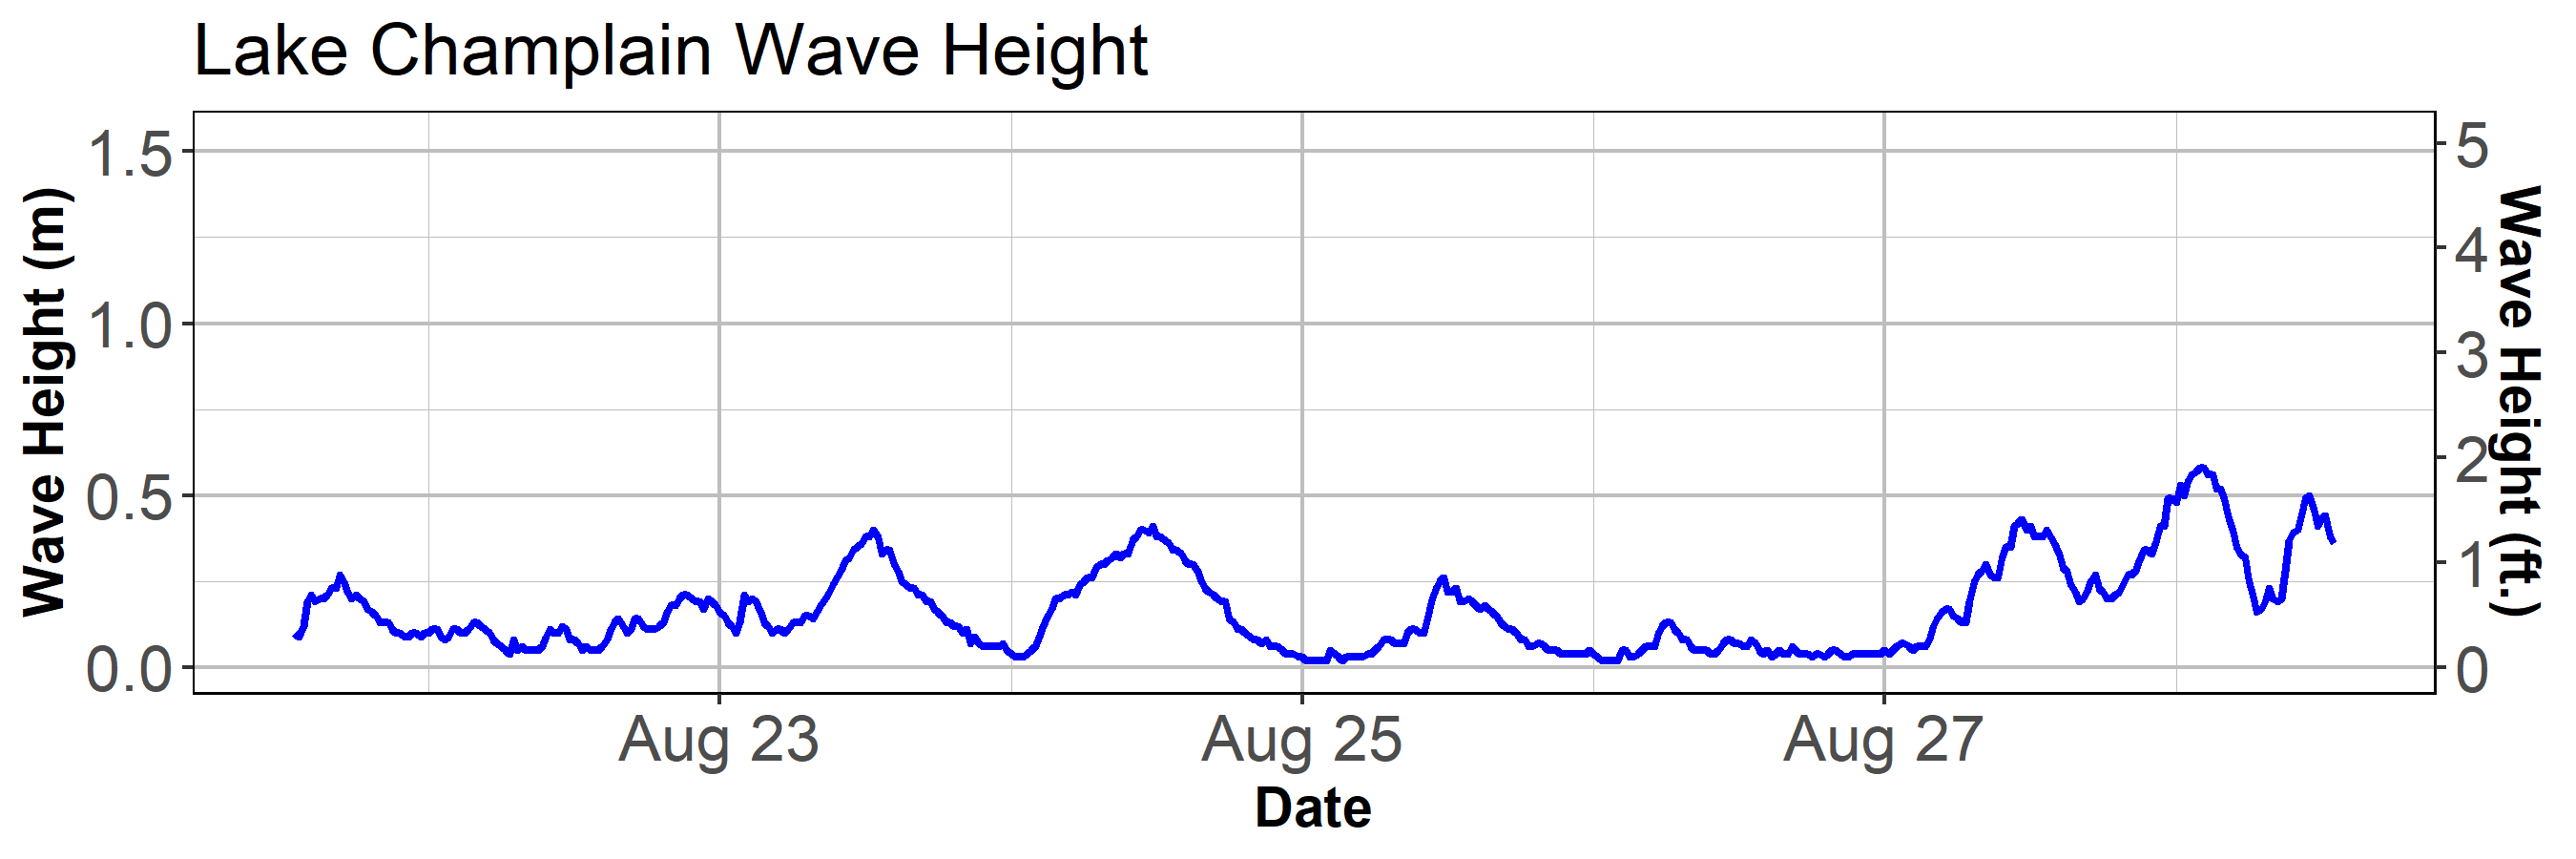 Lake Champlain Wave Height
Wave Height (m)
1.5
1.0
0.5
0.0
5
4
3
2
1
0
Wave Height (ft.)
Aug 23
Aug 25
Aug 27
Date